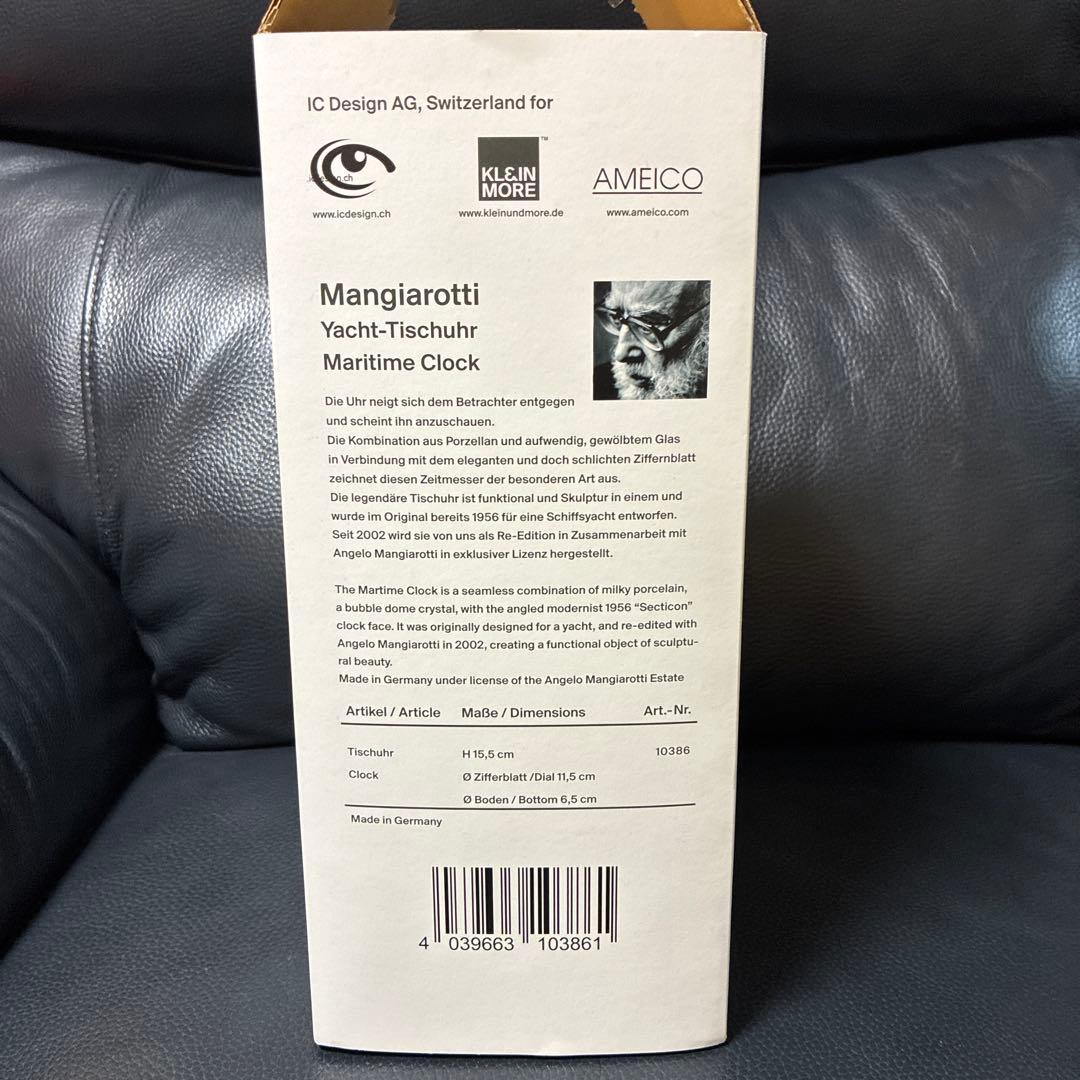 IC Design AG, Switzerland for
KL&IN
MORE
™
AMEICO
www.icdesign.ch
www.kleinundmore.de
www.ameico.com
Mangiarotti
Yacht-Tischuhr
Maritime Clock
Die Uhr neigt sich dem Betrachter entgegen
und scheint ihn anzuschauen.
Die Kombination aus Porzellan und aufwendig, gewölbtem Glas
in Verbindung mit dem eleganten und doch schlichten Ziffernblatt
zeichnet diesen Zeitmesser der besonderen Art aus.
Die legendäre Tischuhr ist funktional und Skulptur in einem und
wurde im Original bereits 1956 für eine Schiffsyacht entworfen.
Seit 2002 wird sie von uns als Re-Edition in Zusammenarbeit mit
Angelo Mangiarotti in exklusiver Lizenz hergestellt.
The Martime Clock is a seamless combination of milky porcelain,
a bubble dome crystal, with the angled modernist 1956 “Secticon”
clock face. It was originally designed for a yacht, and re-edited with
Angelo Mangiarotti in 2002, creating a functional object of sculptu-
ral beauty.
Made in Germany under license of the Angelo Mangiarotti Estate
Artikel / Article Maße / Dimensions Art.-Nr.
Tischuhr H 15,5 cm 10386
Clock Ø Zifferblatt /Dial 11,5 cm
Ø Boden / Bottom 6,5 cm
Made in Germany
4 039663 103861